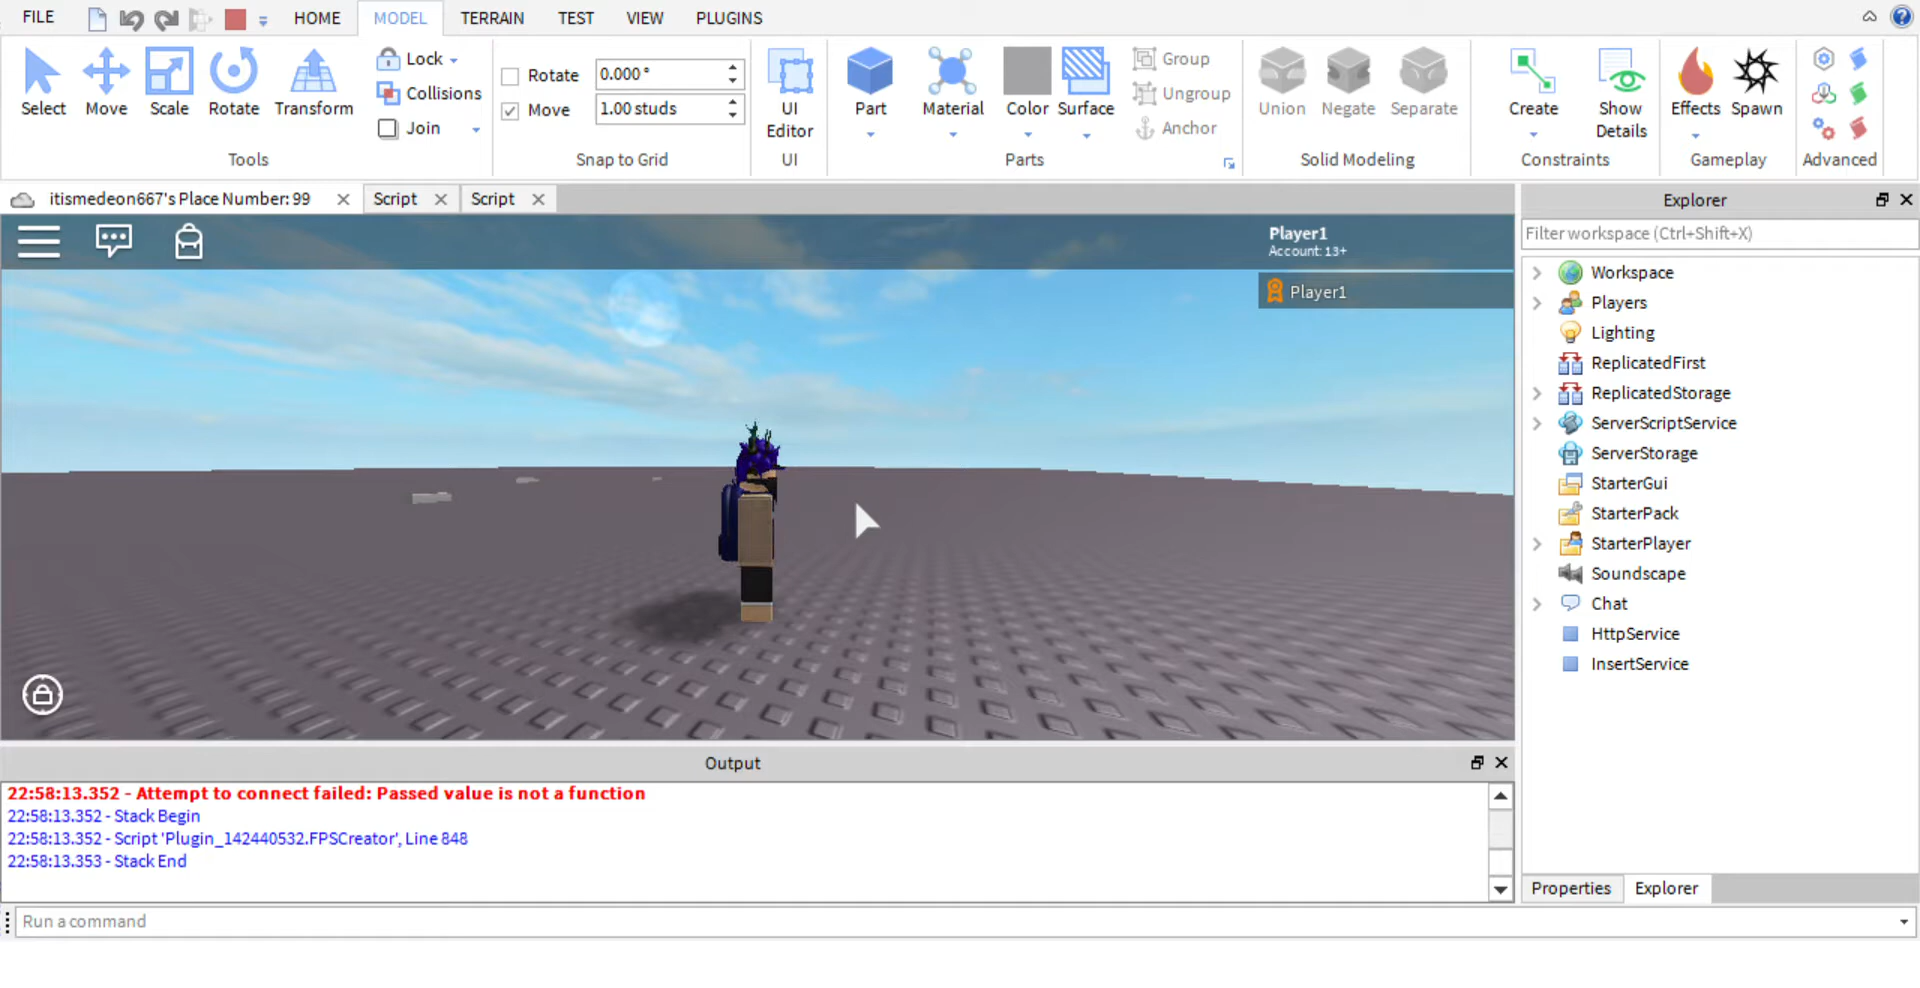 FILE
HOME
MODEL
TERRAIN
TEST
VIEW
PLUGINS
Select
Move
Scale
Rotate
Transform
Lock
Collisions
Join
Tools
Rotate
0.000 °
Move
1.00 studs
Snap to Grid
UI
Editor
UI
Part
Material
Color
Surface
Group
Ungroup
Anchor
Parts
Union
Negate
Separate
Solid Modeling
Create
Show
Details
Constraints
Effects
Spawn
Gameplay
Advanced
itismedeon667's Place Number: 99
Script
Script
Player1
Account: 13+
Player1
Explorer
Filter workspace (Ctrl+Shift+X)
Workspace
Players
Lighting
ReplicatedFirst
ReplicatedStorage
ServerScriptService
ServerStorage
StarterGui
StarterPack
StarterPlayer
Soundscape
Chat
HttpService
InsertService
Properties
Explorer
Output
22:58:13.352 - Attempt to connect failed: Passed value is not a function
22:58:13.352 - Stack Begin
22:58:13.352 - Script 'Plugin_142440532.FPSCreator', Line 848
22:58:13.353 - Stack End
Run a command